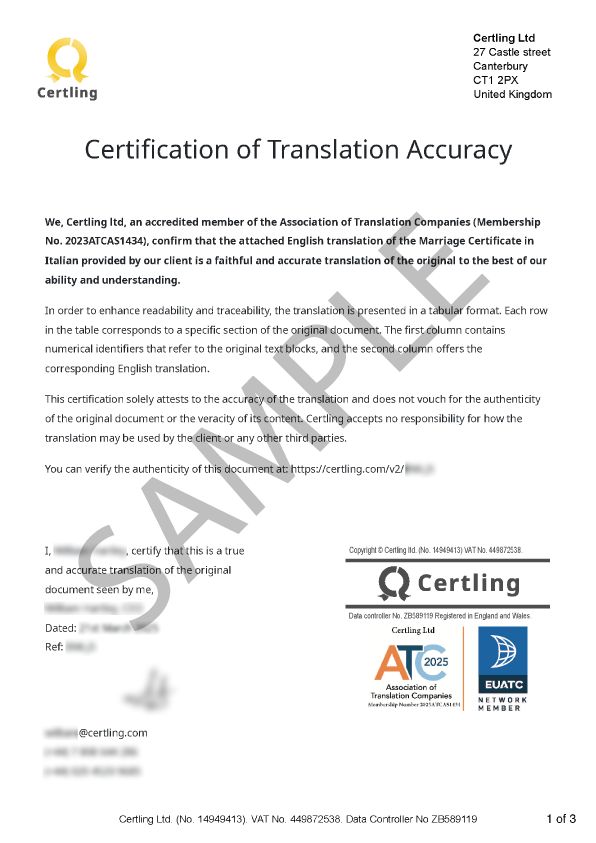 Certling
Certling Ltd
27 Castle street
Canterbury
CT1 2PX
United Kingdom
Certification of Translation Accuracy
We, Certling ltd, an accredited member of the Association of Translation Companies (Membership
No. 2023ATCAS1434), confirm that the attached English translation of the Marriage Certificate in
Italian provided by our client is a faithful and accurate translation of the original to the best of our
ability and understanding.
In order to enhance readability and traceability, the translation is presented in a tabular format. Each row
in the table corresponds to a specific section of the original document. The first column contains
numerical identifiers that refer to the original text blocks, and the second column offers the
corresponding English translation.
This certification solely attests to the accuracy of the translation and does not vouch for the authenticity
of the original document or the veracity of its content. Certling accepts no responsibility for how the
translation may be used by the client or any other third parties.
You can verify the authenticity of this document at: https://certling.com/v2/
SAMPLE
I, , certify that this is a true
and accurate translation of the original
document seen by me,
Dated:
Ref:
@certling.com
Copyright © Certling ltd. (No. 14949413) VAT No. 449872538.
Certling
Data controller No. ZB589119 Registered in England and Wales.
Certling Ltd
ATC 2025
Association of
Translation Companies
Membership Number 2023ATCAS1434
EUATC
NETWORK
MEMBER
Certling Ltd. (No. 14949413). VAT No. 449872538. Data Controller No ZB589119
1 of 3